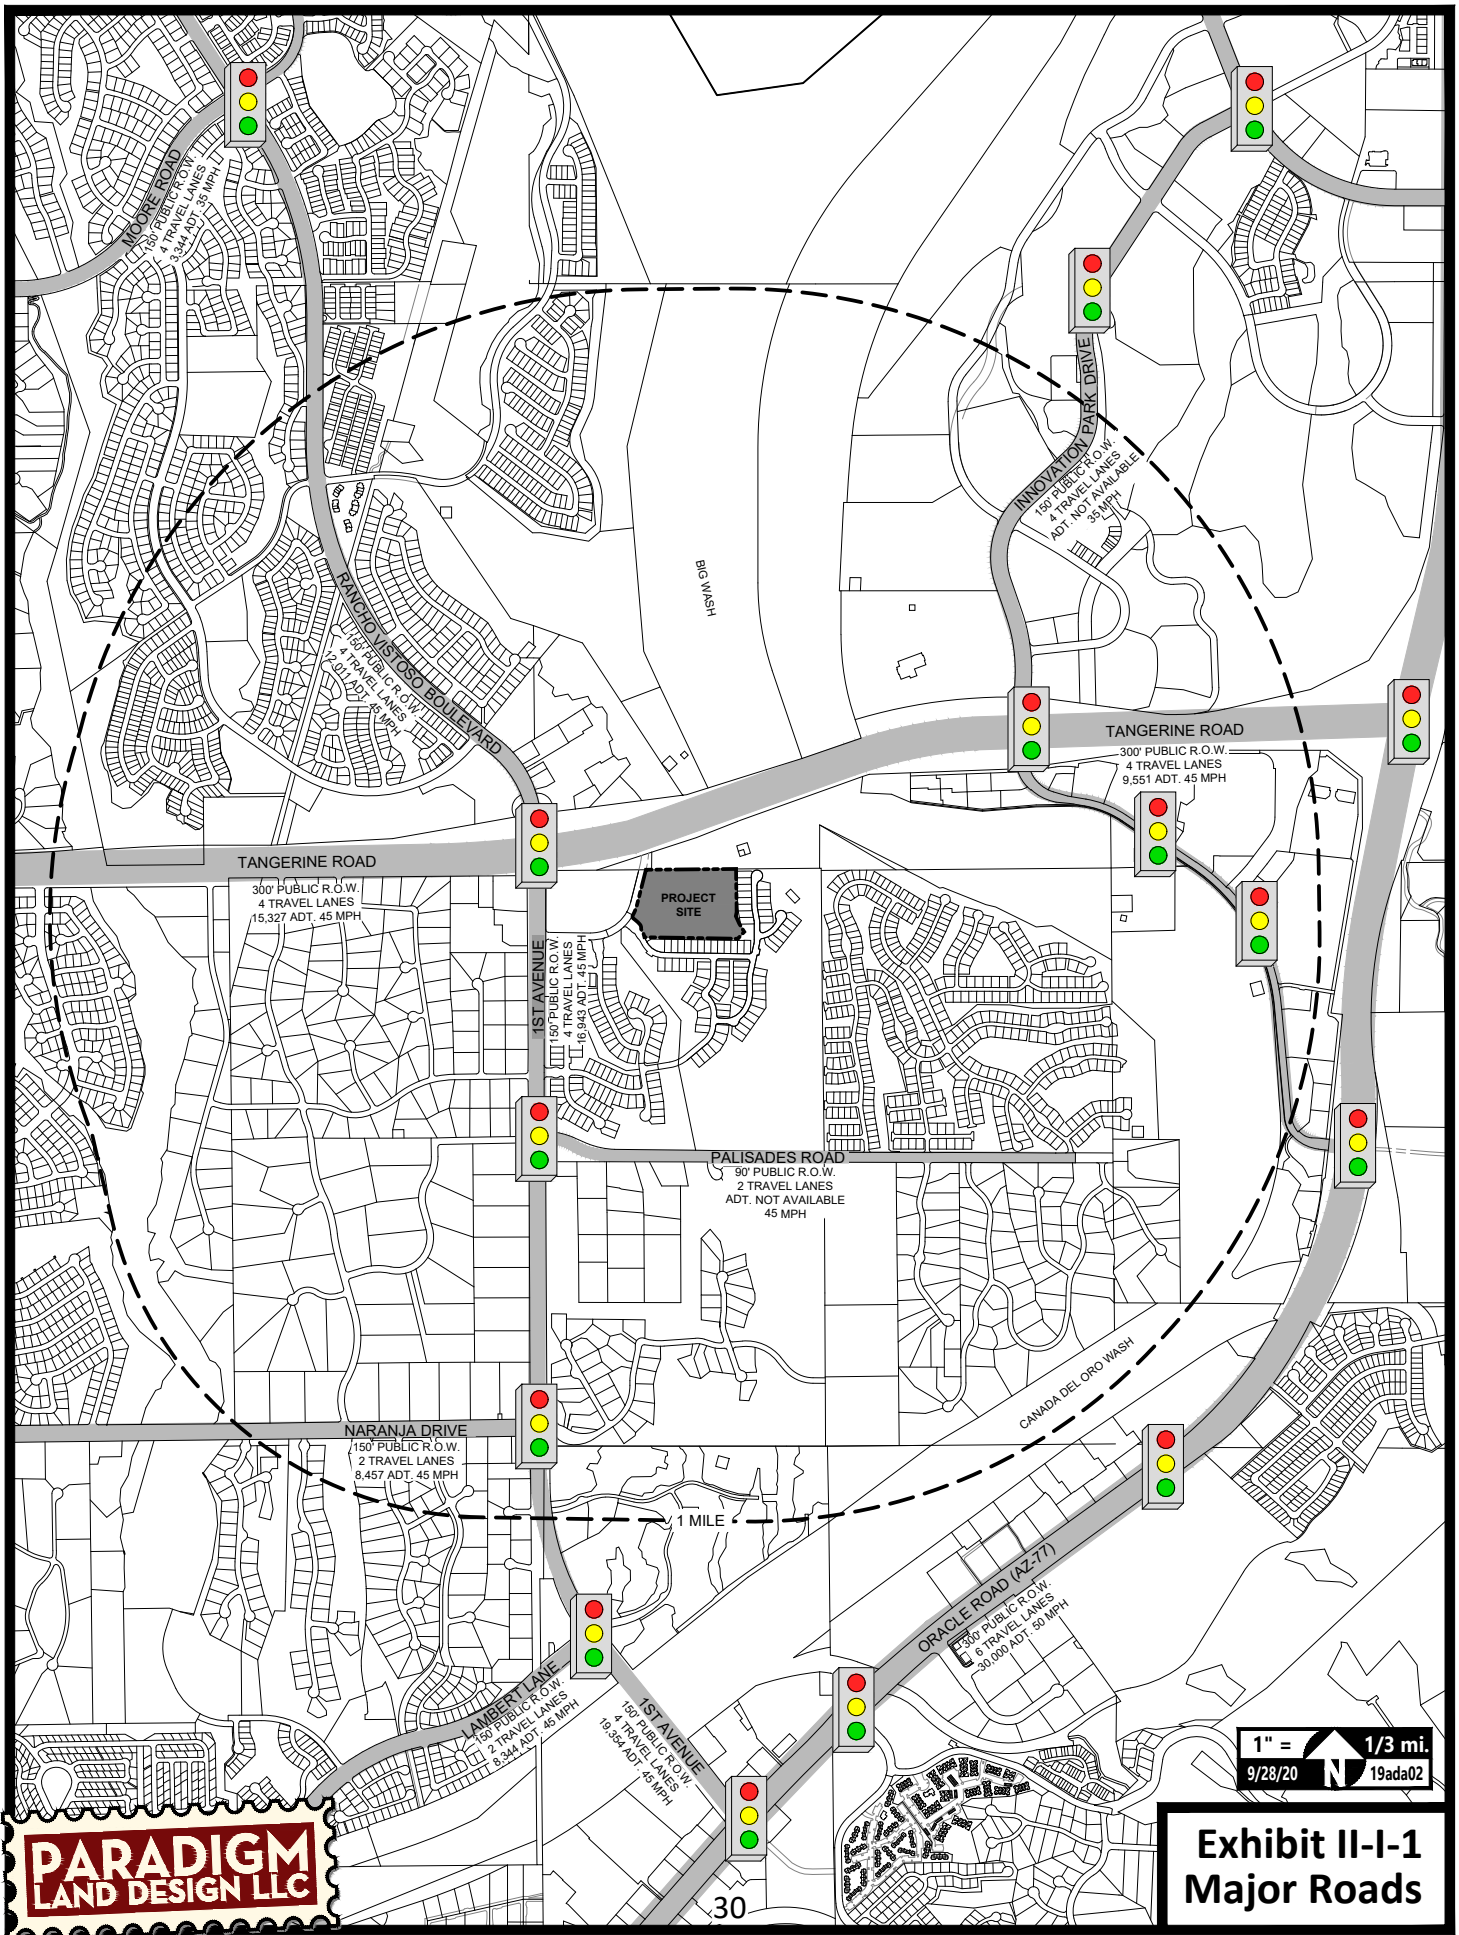 MOORE ROAD
150' PUBLIC R.O.W.
4 TRAVEL LANES
3,344 ADT. 35 MPH
INNOVATION PARK DRIVE
150' PUBLIC R.O.W.
4 TRAVEL LANES
ADT. NOT AVAILABLE
35 MPH
BIG WASH
RANCHO VISTOSO BOULEVARD
150' PUBLIC R.O.W.
4 TRAVEL LANES
12,011 ADT. 45 MPH
TANGERINE ROAD
300' PUBLIC R.O.W.
4 TRAVEL LANES
9,551 ADT. 45 MPH
TANGERINE ROAD
300' PUBLIC R.O.W.
4 TRAVEL LANES
15,327 ADT. 45 MPH
PROJECT
SITE
1ST AVENUE
150' PUBLIC R.O.W.
4 TRAVEL LANES
16,943 ADT. 45 MPH
PALISADES ROAD
90' PUBLIC R.O.W.
2 TRAVEL LANES
ADT. NOT AVAILABLE
45 MPH
CANADA DEL ORO WASH
NARANJA DRIVE
150' PUBLIC R.O.W.
2 TRAVEL LANES
8,457 ADT. 45 MPH
1 MILE
ORACLE ROAD (AZ-77)
300' PUBLIC R.O.W.
6 TRAVEL LANES
30,000 ADT. 50 MPH
LAMBERT LANE
150' PUBLIC R.O.W.
2 TRAVEL LANES
8,344 ADT. 45 MPH
1ST AVENUE
150' PUBLIC R.O.W.
4 TRAVEL LANES
19,354 ADT. 45 MPH
1" = 1/3 mi.
9/28/20 N 19ada02
PARADIGM
LAND DESIGN LLC
30
Exhibit II-I-1
Major Roads